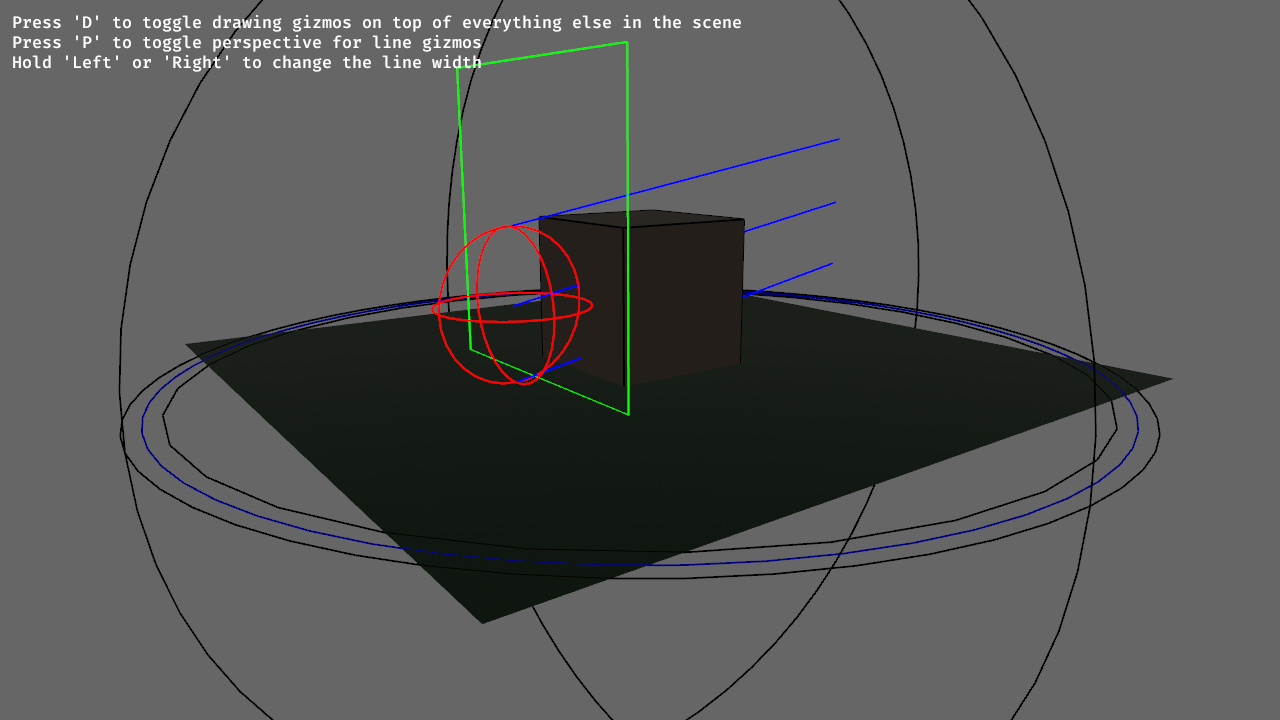 Press 'D' to toggle drawing gizmos on top of everything else in the scene
Press 'P' to toggle perspective for line gizmos
Hold 'Left' or 'Right' to change the line width